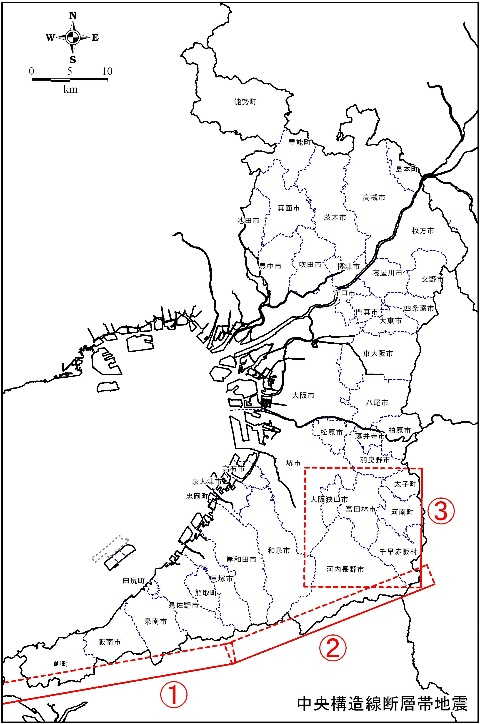 N
W E
S
0 5 10
km
能勢町
豊能町
島本町
高槻市
箕面市
茨木市
池田市
枚方市
豊中市
吹田市
摂津市
寝屋川市
交野市
守口市
門真市
四条畷市
大東市
東大阪市
大阪市
八尾市
松原市
藤井寺市
柏原市
羽曳野市
堺市
高石市
泉大津市
忠岡町
大阪狭山市
富田林市
太子町
河南町
③
千早赤阪村
和泉市
岸和田市
河内長野市
貝塚市
熊取町
田尻町
泉佐野市
泉南市
阪南市
岬町
②
①
中央構造線断層帯地震